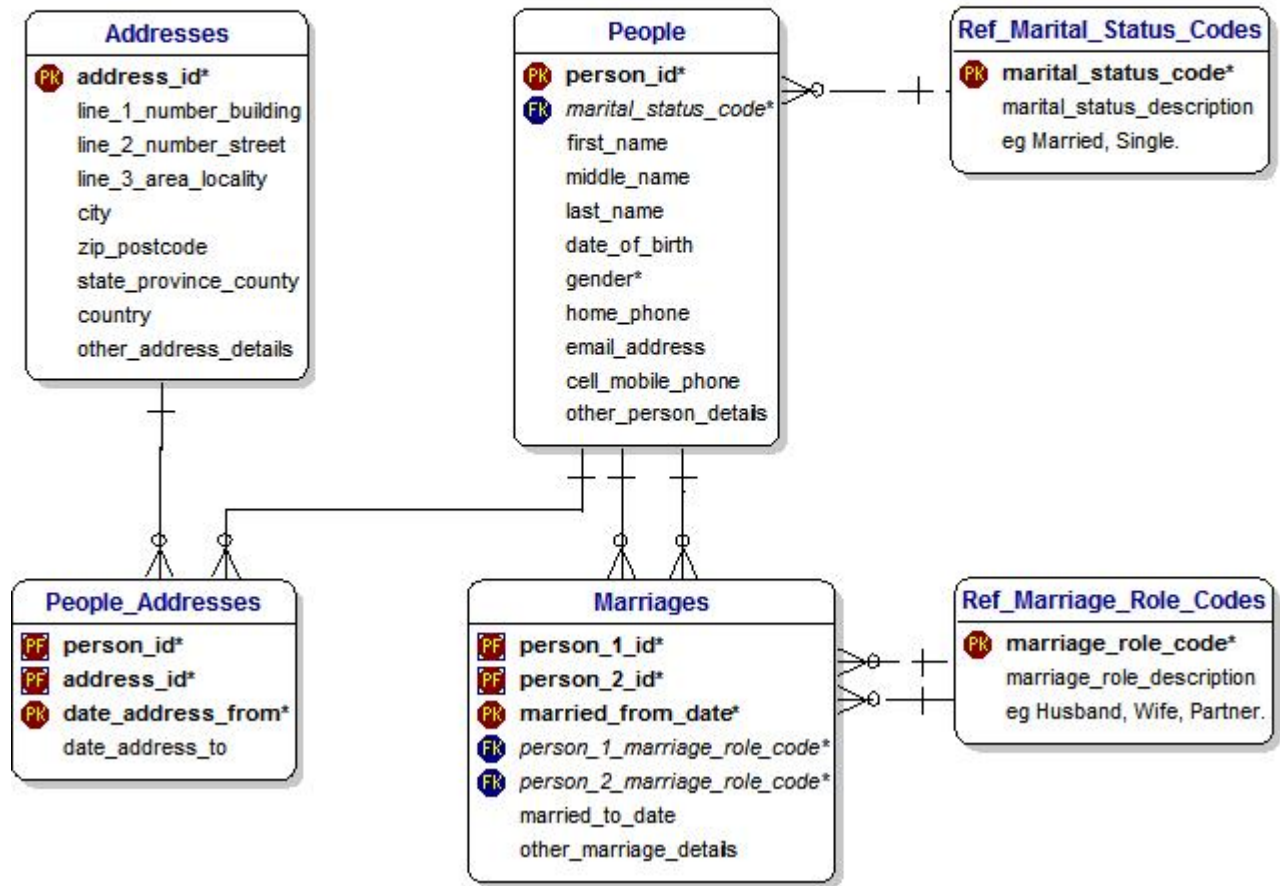 Addresses
PK address_id*
line_1_number_building
line_2_number_street
line_3_area_locality
city
zip_postcode
state_province_county
country
other_address_details
People
PK person_id*
FK marital_status_code*
first_name
middle_name
last_name
date_of_birth
gender*
home_phone
email_address
cell_mobile_phone
other_person_details
Ref_Marital_Status_Codes
PK marital_status_code*
marital_status_description
eg Married, Single.
People_Addresses
PF person_id*
PF address_id*
PK date_address_from*
date_address_to
Marriages
PF person_1_id*
PF person_2_id*
PK married_from_date*
FK person_1_marriage_role_code*
FK person_2_marriage_role_code*
married_to_date
other_marriage_details
Ref_Marriage_Role_Codes
PK marriage_role_code*
marriage_role_description
eg Husband, Wife, Partner.